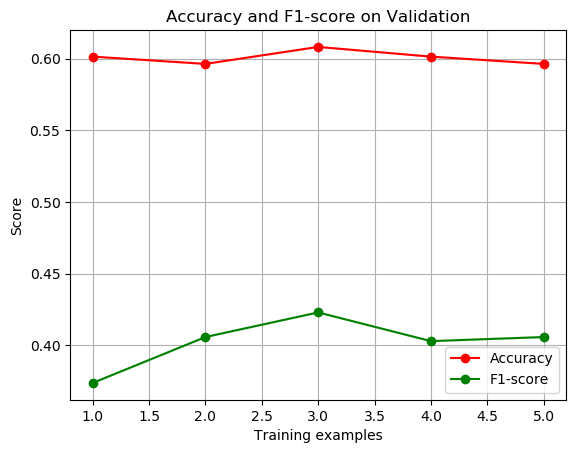 Accuracy and F1-score on Validation
0.60
0.55
0.50
0.45
0.40
Score
1.0 1.5 2.0 2.5 3.0 3.5 4.0 4.5 5.0
Training examples
Accuracy
F1-score